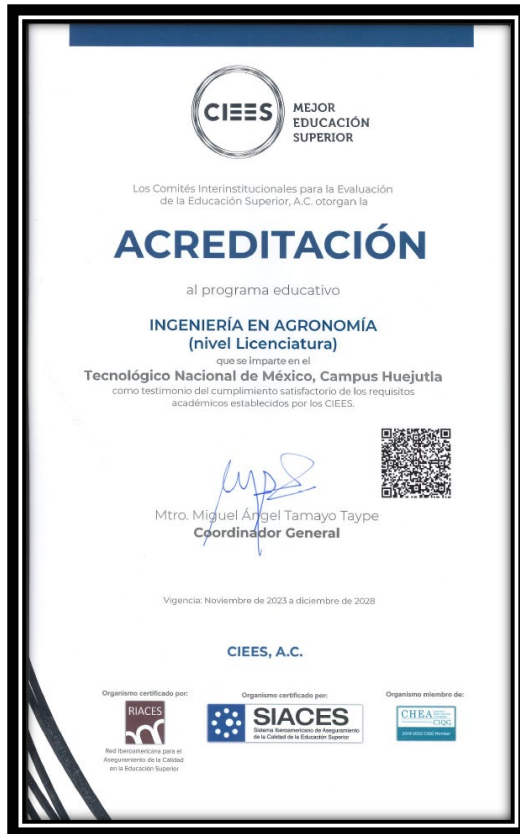 CIEES
MEJOR
EDUCACIÓN
SUPERIOR
Los Comités Interinstitucionales para la Evaluación
de la Educación Superior, A.C. otorgan la
ACREDITACIÓN
al programa educativo
INGENIERÍA EN AGRONOMÍA
(nivel Licenciatura)
que se imparte en el
Tecnológico Nacional de México, Campus Huejutla
como testimonio del cumplimiento satisfactorio de los requisitos
académicos establecidos por los CIEES.
Mtro. Miguel Ángel Tamayo Taype
Coordinador General
Vigencia: Noviembre de 2023 a diciembre de 2028
CIEES, A.C.
Organismo certificado por:
RIACES
Red Iberoamericana para el
Aseguramiento de la Calidad
en la Educación Superior
Organismo certificado por:
SIACES
Sistema Iberoamericano de Aseguramiento
de la Calidad de la Educación Superior
Organismo miembro de:
CHEA
CIQG
Member